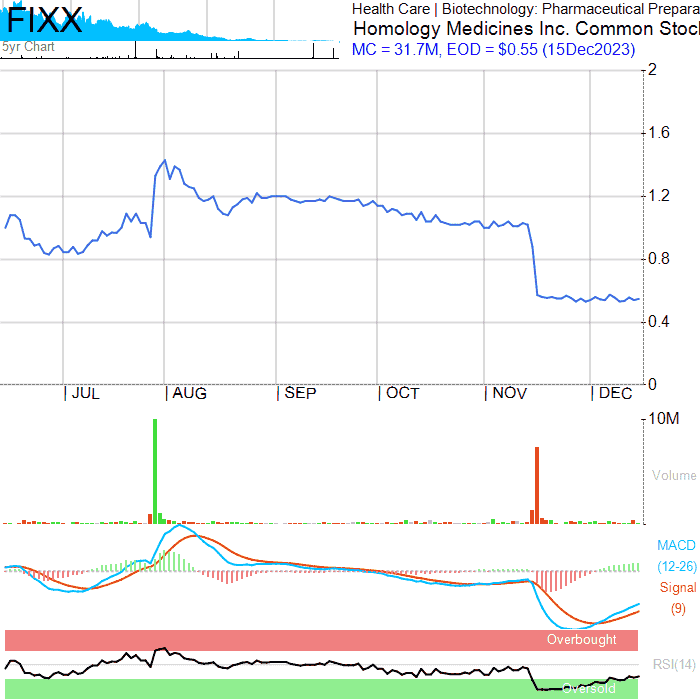 FIXX
5yr Chart
Health Care | Biotechnology: Pharmaceutical Prepara
Homology Medicines Inc. Common Stoc
MC = 31.7M, EOD = $0.55 (15Dec2023)
2
1.6
1.2
0.8
0.4
0
JUL AUG SEP OCT NOV DEC
10M
Volume
MACD
(12-26)
Signal
(9)
Overbought
RSI(14)
Oversold